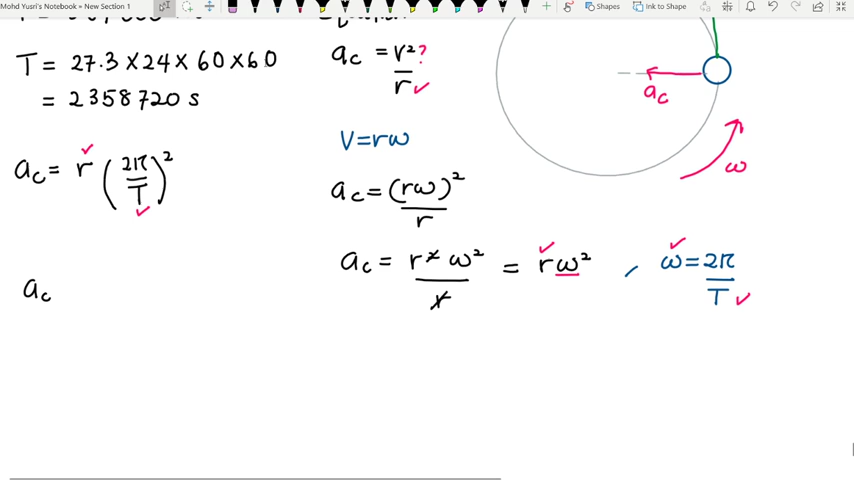 Mohd Yusri's Notebook » New Section 1
Shapes
Ink to Shape
T = 27.3 × 24 × 60 × 60
= 2358720 s
ac = r (2π/T)²
ac
ac = v²?/r
v = rω
ac = (rω)²/r
ac = r²ω²/r = rω² , ω = 2π/T
ac
ω